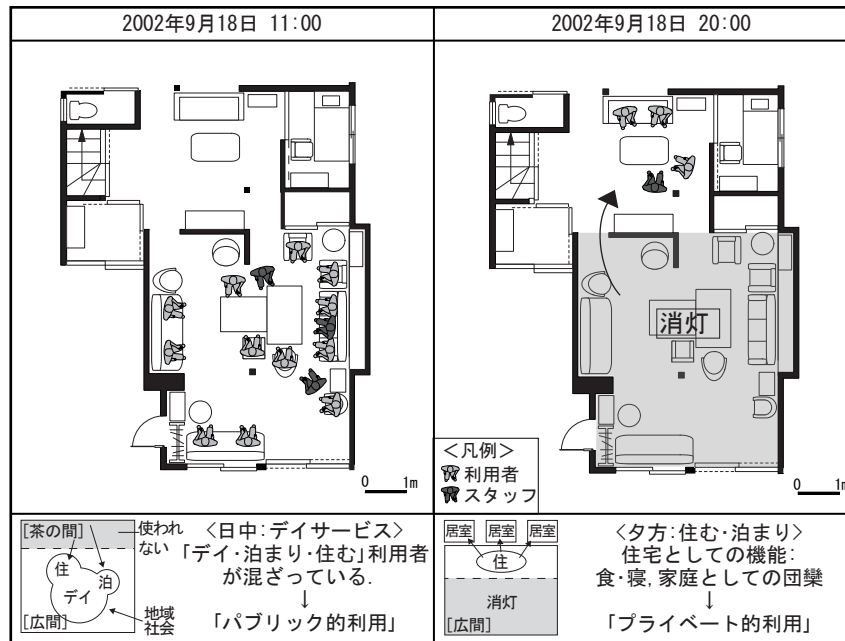 2002年9月18日 11:00
2002年9月18日 20:00
消灯
<凡例>
利用者
スタッフ
0 1m
0 1m
[茶の間]
使われ
ない
住
泊
デイ
地域
社会
[広間]
<日中:デイサービス>
「デイ・泊まり・住む」利用者
が混ざっている.
↓
「パブリック的利用」
居室 居室 居室
住
消灯
[広間]
<夕方:住む・泊まり>
住宅としての機能:
食・寝, 家庭としての団欒
↓
「プライベート的利用」